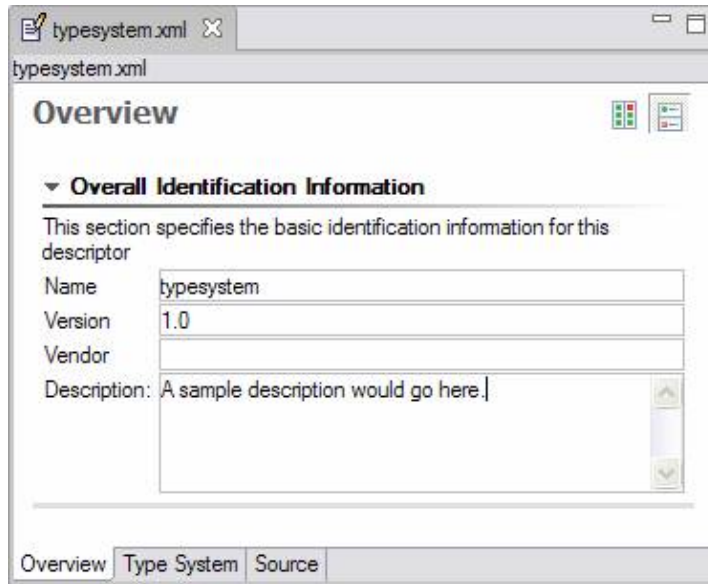 typesystem.xml
typesystem.xml
Overview
Overall Identification Information
This section specifies the basic identification information for this
descriptor
Name typesystem
Version 1.0
Vendor
Description: A sample description would go here.
Overview Type System Source